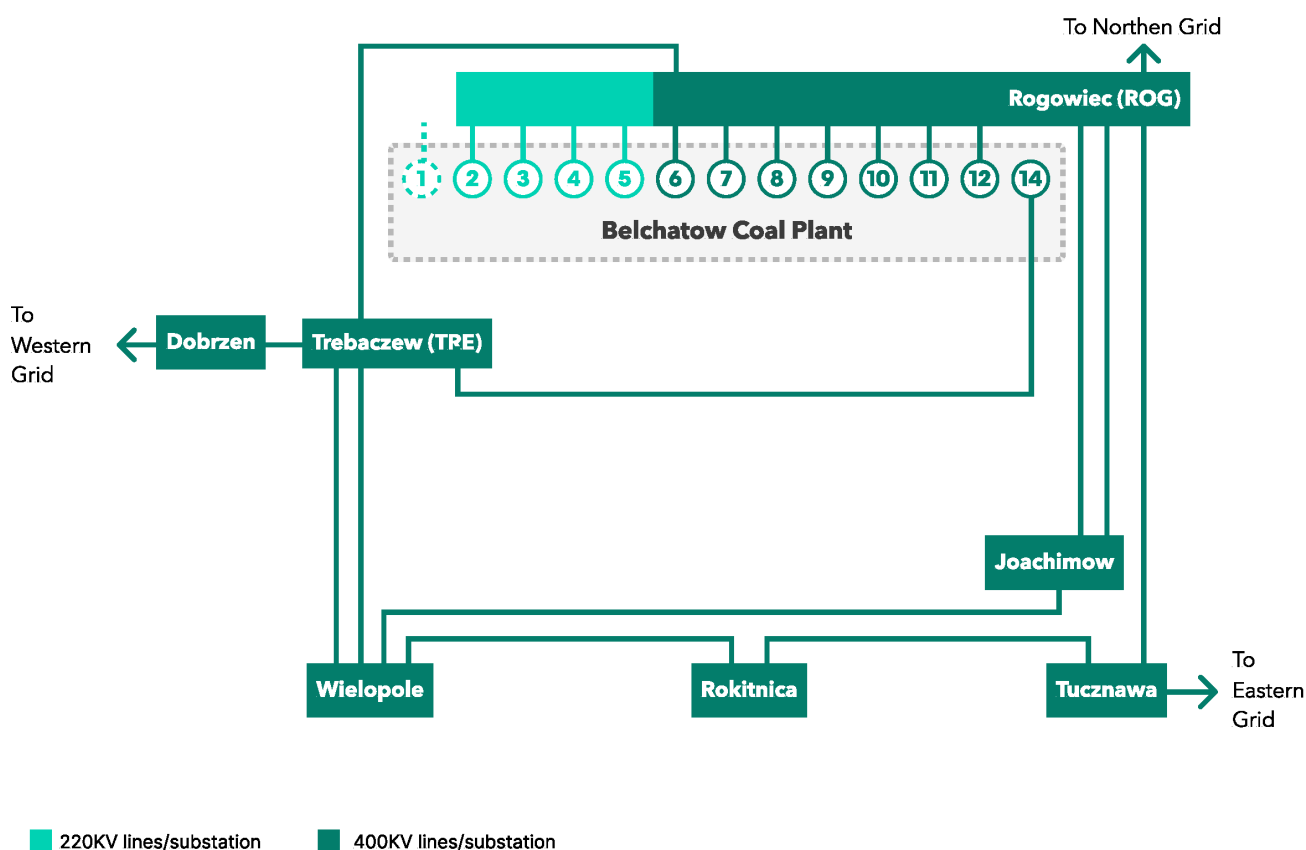 To Northen Grid
Rogowiec (ROG)
1 2 3 4 5 6 7 8 9 10 11 12 14
Belchatow Coal Plant
To
Western
Grid
Dobrzen
Trebaczew (TRE)
Joachimow
Wielopole
Rokitnica
Tucznawa
To
Eastern
Grid
220KV lines/substation
400KV lines/substation